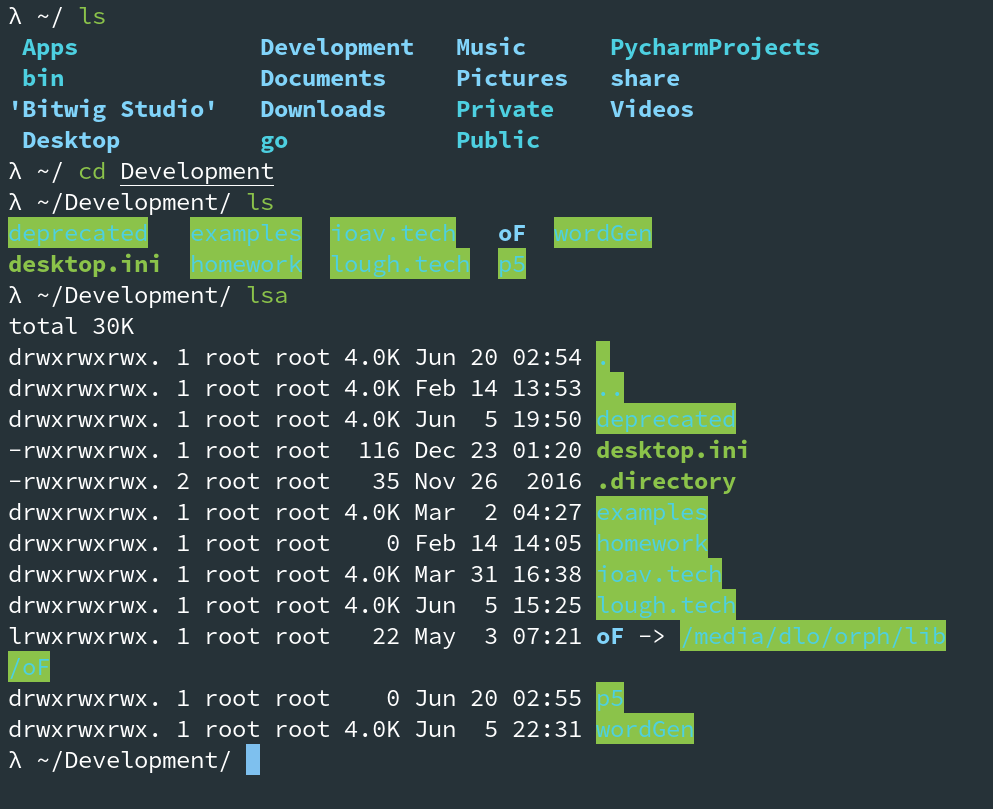 λ ~/ ls
 Apps             Development   Music      PycharmProjects
 bin              Documents     Pictures   share
'Bitwig Studio'   Downloads     Private    Videos
 Desktop          go            Public
λ ~/ cd Development
λ ~/Development/ ls
deprecated   examples  ioav.tech   oF  wordGen
desktop.ini  homework  lough.tech  p5
λ ~/Development/ lsa
total 30K
drwxrwxrwx. 1 root root 4.0K Jun 20 02:54 .
drwxrwxrwx. 1 root root 4.0K Feb 14 13:53 ..
drwxrwxrwx. 1 root root 4.0K Jun  5 19:50 deprecated
-rwxrwxrwx. 1 root root  116 Dec 23 01:20 desktop.ini
-rwxrwxrwx. 2 root root   35 Nov 26  2016 .directory
drwxrwxrwx. 1 root root 4.0K Mar  2 04:27 examples
drwxrwxrwx. 1 root root    0 Feb 14 14:05 homework
drwxrwxrwx. 1 root root 4.0K Mar 31 16:38 ioav.tech
drwxrwxrwx. 1 root root 4.0K Jun  5 15:25 lough.tech
lrwxrwxrwx. 1 root root   22 May  3 07:21 oF -> /media/dlo/orph/lib
/oF
drwxrwxrwx. 1 root root    0 Jun 20 02:55 p5
drwxrwxrwx. 1 root root 4.0K Jun  5 22:31 wordGen
λ ~/Development/